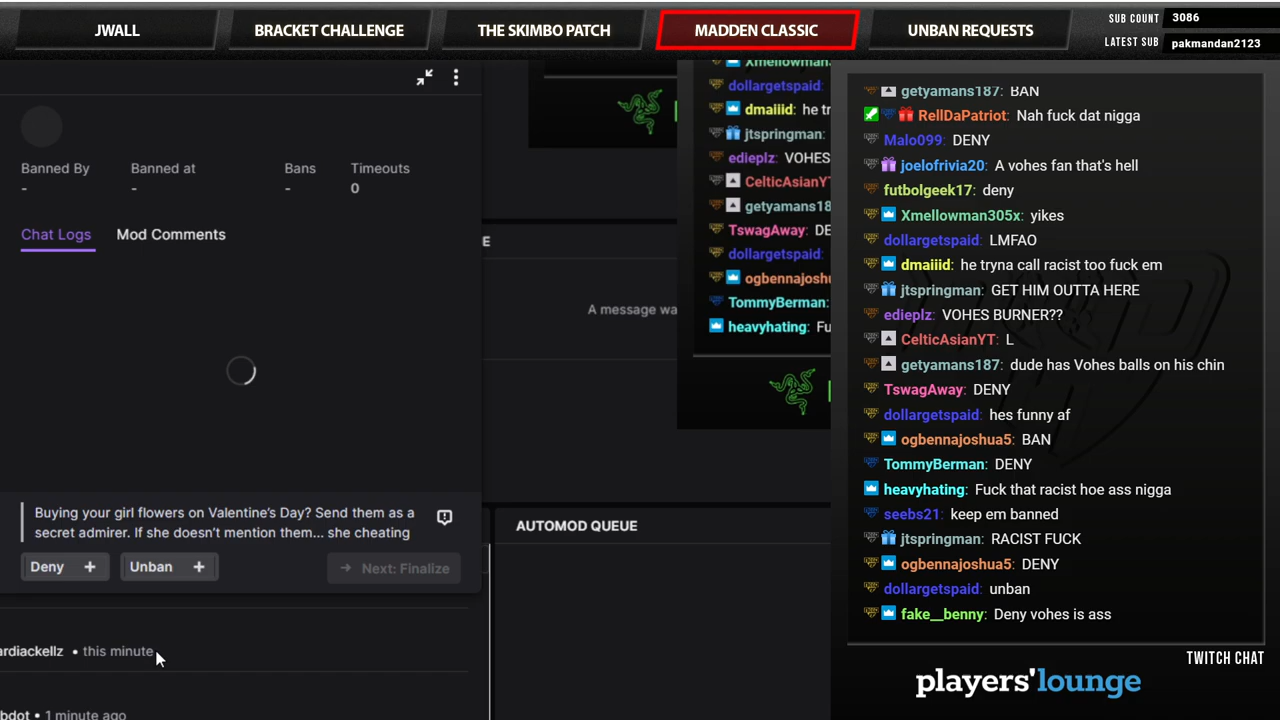 JWALL
BRACKET CHALLENGE
THE SKIMBO PATCH
MADDEN CLASSIC
UNBAN REQUESTS
SUB COUNT 3086
LATEST SUB pakmandan2123
Banned By
-
Banned at
-
Bans
-
Timeouts
0
Chat Logs
Mod Comments
Buying your girl flowers on Valentine's Day? Send them as a
secret admirer. If she doesn't mention them... she cheating
Deny +
Unban +
Next: Finalize
ardiackellz • this minute
bdot • 1 minute ago
E
A message wa
AUTOMOD QUEUE
Xmellowman
dollargetspaid:
dmaiiid: he tr
jtspringman:
edieplz: VOHES
CelticAsianYT
getyamans18
TswagAway: DE
dollargetspaid:
ogbennajoshu
TommyBerman:
heavyhating: Fu
getyamans187: BAN
RellDaPatriot: Nah fuck dat nigga
Malo099: DENY
joelofrivia20: A vohes fan that's hell
futbolgeek17: deny
Xmellowman305x: yikes
dollargetspaid: LMFAO
dmaiiid: he tryna call racist too fuck em
jtspringman: GET HIM OUTTA HERE
edieplz: VOHES BURNER??
CelticAsianYT: L
getyamans187: dude has Vohes balls on his chin
TswagAway: DENY
dollargetspaid: hes funny af
ogbennajoshua5: BAN
TommyBerman: DENY
heavyhating: Fuck that racist hoe ass nigga
seebs21: keep em banned
jtspringman: RACIST FUCK
ogbennajoshua5: DENY
dollargetspaid: unban
fake__benny: Deny vohes is ass
TWITCH CHAT
players'lounge